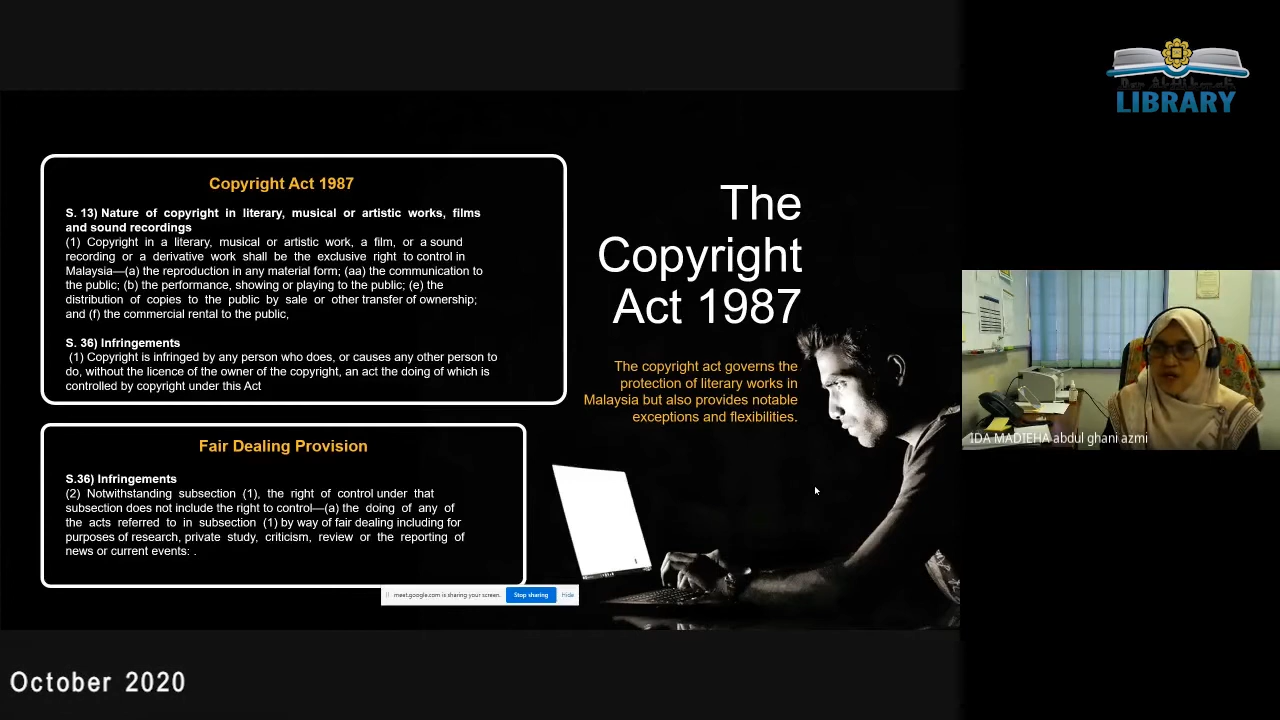 LIBRARY
Copyright Act 1987
S. 13) Nature of copyright in literary, musical or artistic works, films
and sound recordings
(1) Copyright in a literary, musical or artistic work, a film, or a sound
recording or a derivative work shall be the exclusive right to control in
Malaysia—(a) the reproduction in any material form; (aa) the communication to
the public; (b) the performance, showing or playing to the public; (e) the
distribution of copies to the public by sale or other transfer of ownership;
and (f) the commercial rental to the public,
S. 36) Infringements
(1) Copyright is infringed by any person who does, or causes any other person to
do, without the licence of the owner of the copyright, an act the doing of which is
controlled by copyright under this Act
The
Copyright
Act 1987
The copyright act governs the
protection of literary works in
Malaysia but also provides notable
exceptions and flexibilities.
IDA MADIEHA abdul ghani azmi
Fair Dealing Provision
S.36) Infringements
(2) Notwithstanding subsection (1), the right of control under that
subsection does not include the right to control—(a) the doing of any of
the acts referred to in subsection (1) by way of fair dealing including for
purposes of research, private study, criticism, review or the reporting of
news or current events: .
meet.google.com is sharing your screen. Stop sharing Hide
October 2020